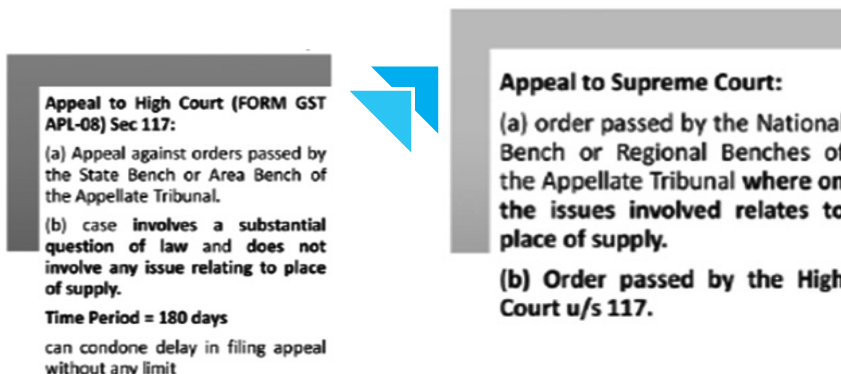 Appeal to High Court (FORM GST
APL-08) Sec 117:
(a) Appeal against orders passed by
the State Bench or Area Bench of
the Appellate Tribunal.
(b) case involves a substantial
question of law and does not
involve any issue relating to place
of supply.
Time Period = 180 days
can condone delay in filing appeal
without any limit
Appeal to Supreme Court:
(a) order passed by the National
Bench or Regional Benches of
the Appellate Tribunal where on
the issues involved relates to
place of supply.
(b) Order passed by the High
Court u/s 117.